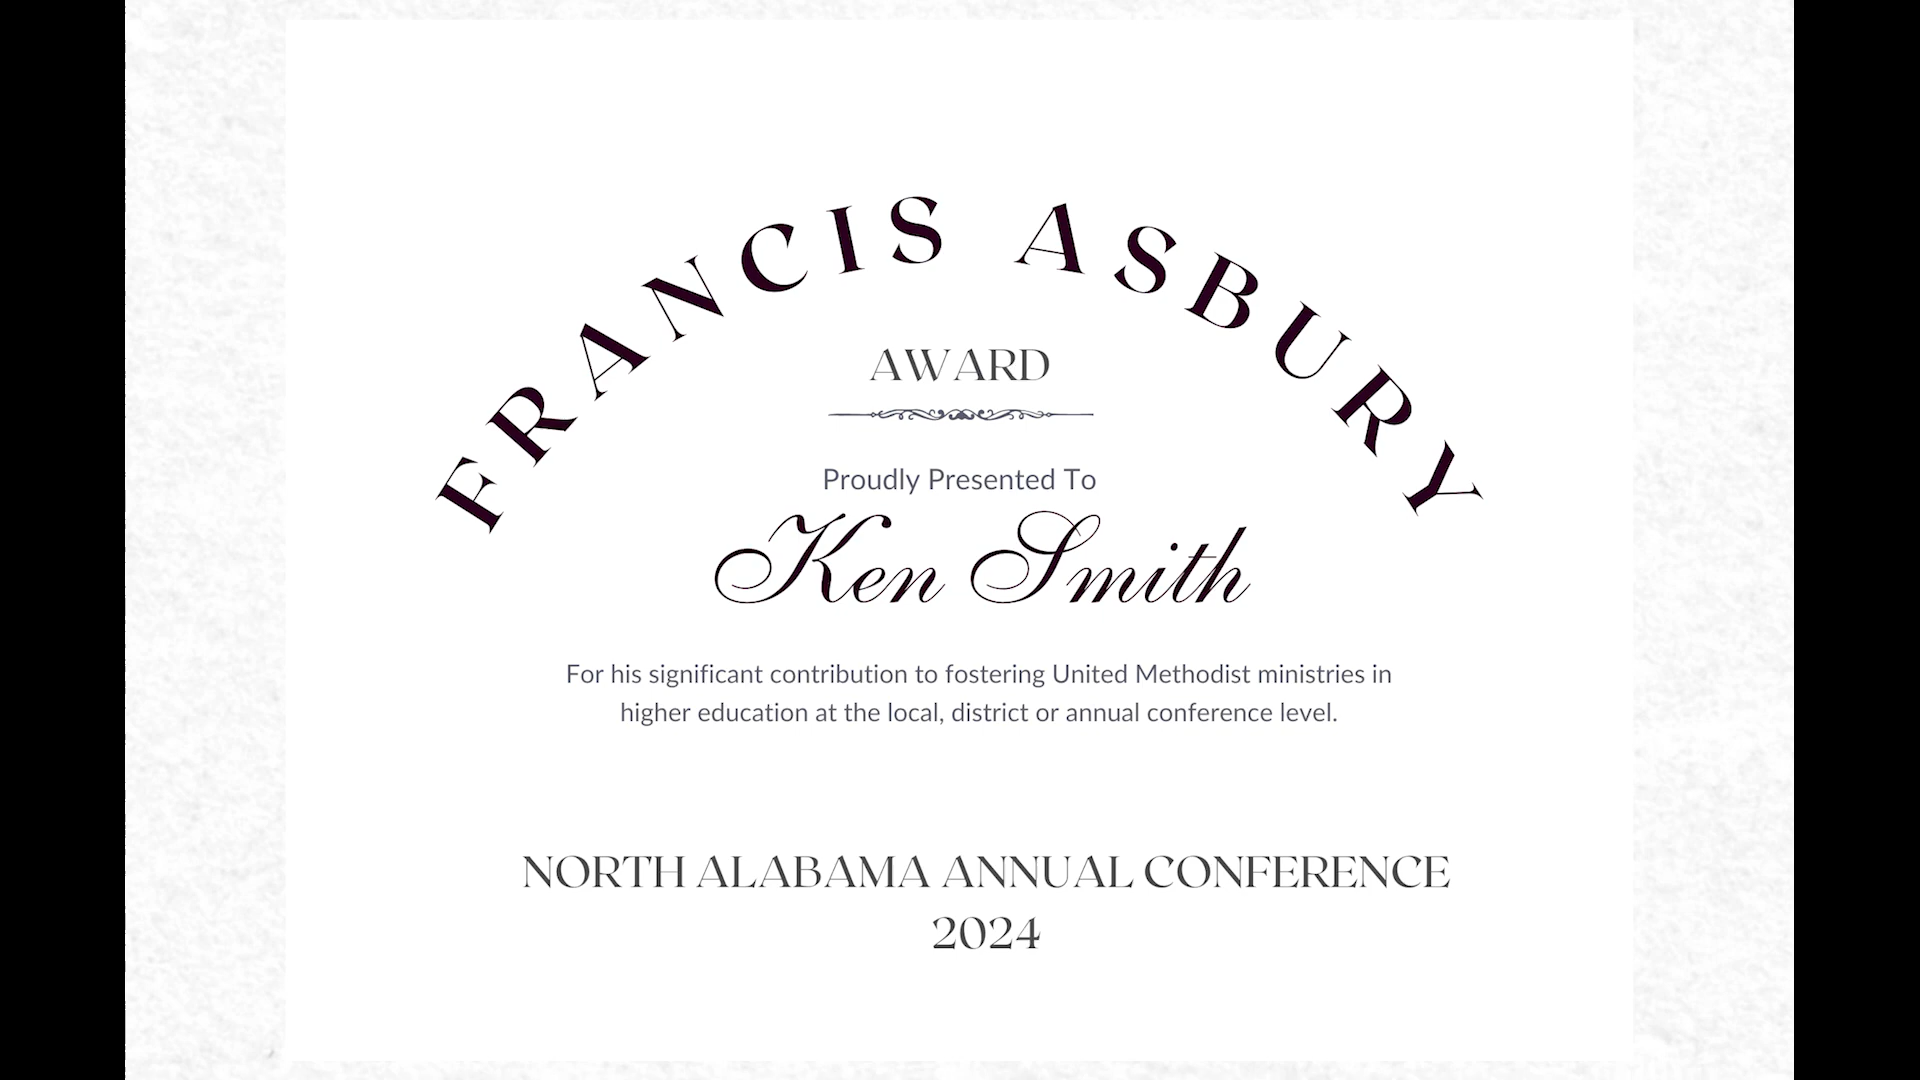 FRANCIS ASBURY
AWARD
Proudly Presented To
Ken Smith
For his significant contribution to fostering United Methodist ministries in
higher education at the local, district or annual conference level.
NORTH ALABAMA ANNUAL CONFERENCE
2024